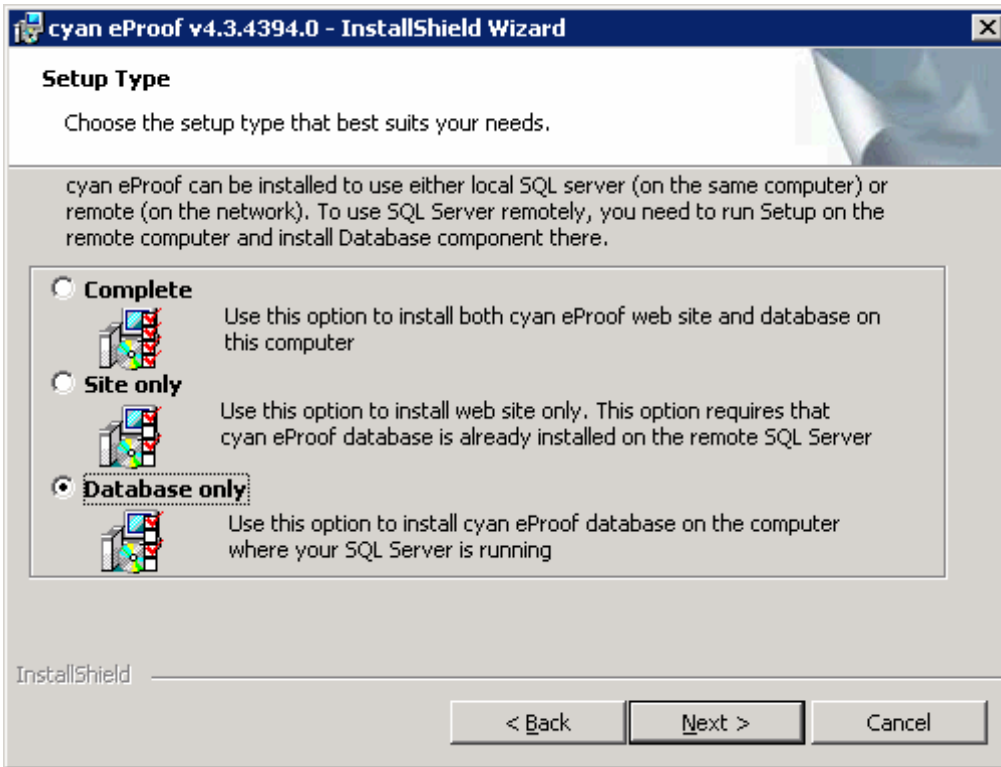 cyan eProof v4.3.4394.0 - InstallShield Wizard
Setup Type
Choose the setup type that best suits your needs.
cyan eProof can be installed to use either local SQL server (on the same computer) or
remote (on the network). To use SQL Server remotely, you need to run Setup on the
remote computer and install Database component there.
Complete
Use this option to install both cyan eProof web site and database on
this computer
Site only
Use this option to install web site only. This option requires that
cyan eProof database is already installed on the remote SQL Server
Database only
Use this option to install cyan eProof database on the computer
where your SQL Server is running
InstallShield
< Back
Next >
Cancel